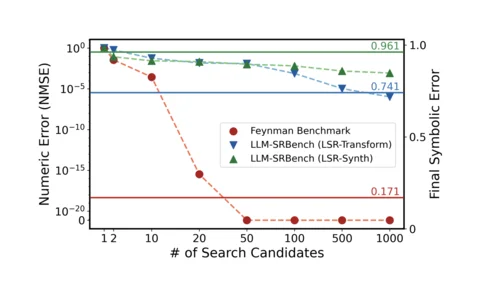 10⁰
10⁻⁵
10⁻¹⁰
10⁻¹⁵
10⁻²⁰
0
Numeric Error (NMSE)
0.961
0.741
0.171
Feynman Benchmark
LLM-SRBench (LSR-Transform)
LLM-SRBench (LSR-Synth)
1.0
0.5
0
Final Symbolic Error
1 2 10 20 50 100 500 1000
# of Search Candidates